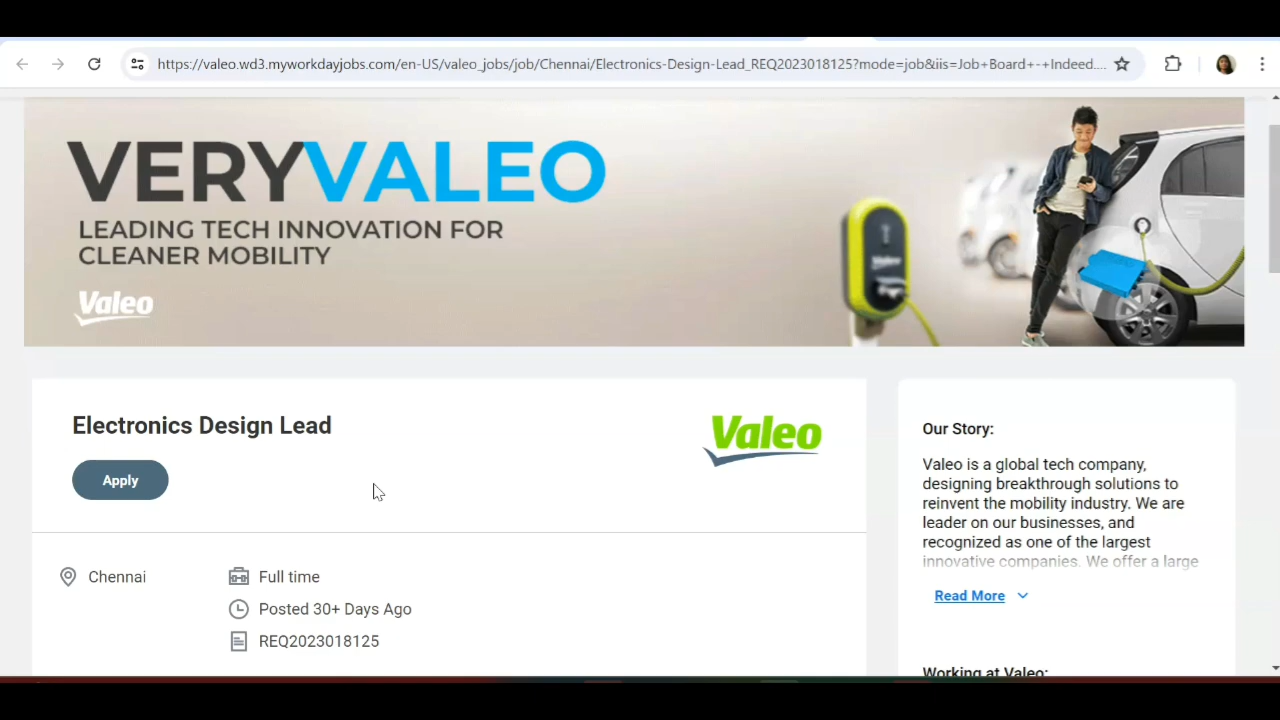 https://valeo.wd3.myworkdayjobs.com/en-US/valeo_jobs/job/Chennai/Electronics-Design-Lead_REQ2023018125?mode=job&iis=Job+Board+-+Indeed....
VERYVALEO
LEADING TECH INNOVATION FOR
CLEANER MOBILITY
Valeo
Valeo
Electronics Design Lead
Valeo
Apply
Chennai
Full time
Posted 30+ Days Ago
REQ2023018125
Our Story:
Valeo is a global tech company,
designing breakthrough solutions to
reinvent the mobility industry. We are
leader on our businesses, and
recognized as one of the largest
innovative companies. We offer a large
Read More
Working at Valeo: